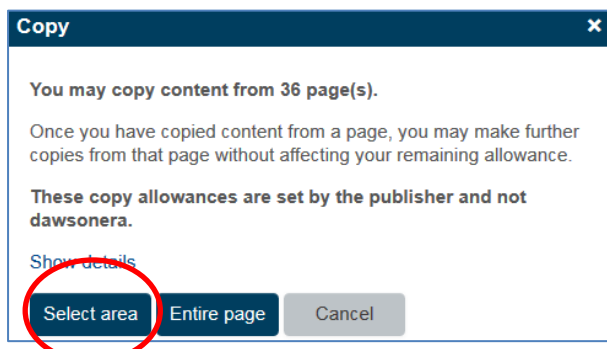 Copy ×
You may copy content from 36 page(s).
Once you have copied content from a page, you may make further
copies from that page without affecting your remaining allowance.
These copy allowances are set by the publisher and not
dawsonera.
Show details
Select area Entire page Cancel